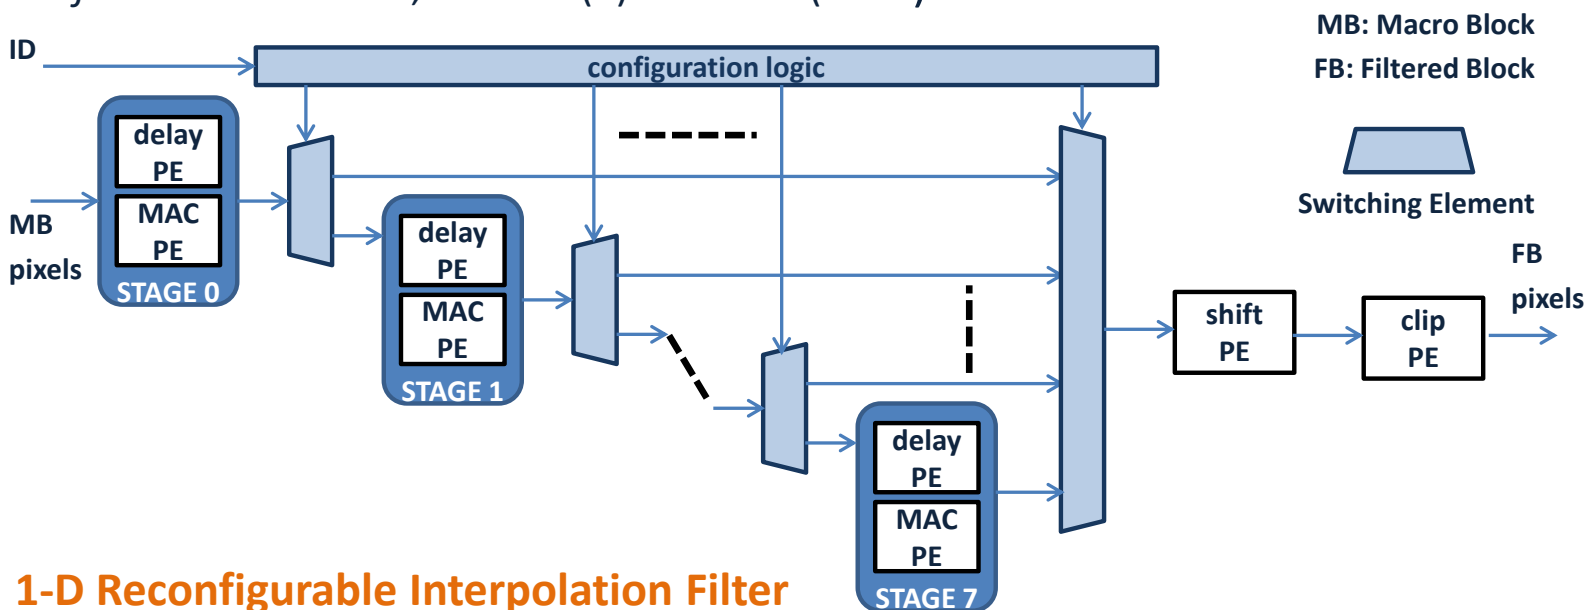 MB: Macro Block
FB: Filtered Block
ID
configuration logic
delay
PE
MAC
PE
STAGE 0
MB
pixels
delay
PE
MAC
PE
STAGE 1
Switching Element
FB
pixels
shift
PE
clip
PE
delay
PE
MAC
PE
STAGE 7
1-D Reconfigurable Interpolation Filter